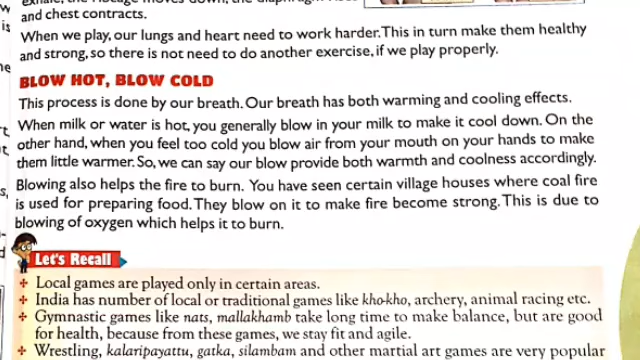 and chest contracts.
When we play, our lungs and heart need to work harder. This in turn make them healthy
and strong, so there is not need to do another exercise, if we play properly.
BLOW HOT, BLOW COLD
This process is done by our breath. Our breath has both warming and cooling effects.
When milk or water is hot, you generally blow in your milk to make it cool down. On the
other hand, when you feel too cold you blow air from your mouth on your hands to make
them little warmer. So, we can say our blow provide both warmth and coolness accordingly.
Blowing also helps the fire to burn. You have seen certain village houses where coal fire
is used for preparing food. They blow on it to make fire become strong. This is due to
blowing of oxygen which helps it to burn.
Let's Recall
Local games are played only in certain areas.
India has number of local or traditional games like kho-kho, archery, animal racing etc.
Gymnastic games like nats, mallakhamb take long time to make balance, but are good
for health, because from these games, we stay fit and agile.
Wrestling, kalaripayattu, gatka, silambam and other martial art games are very popular